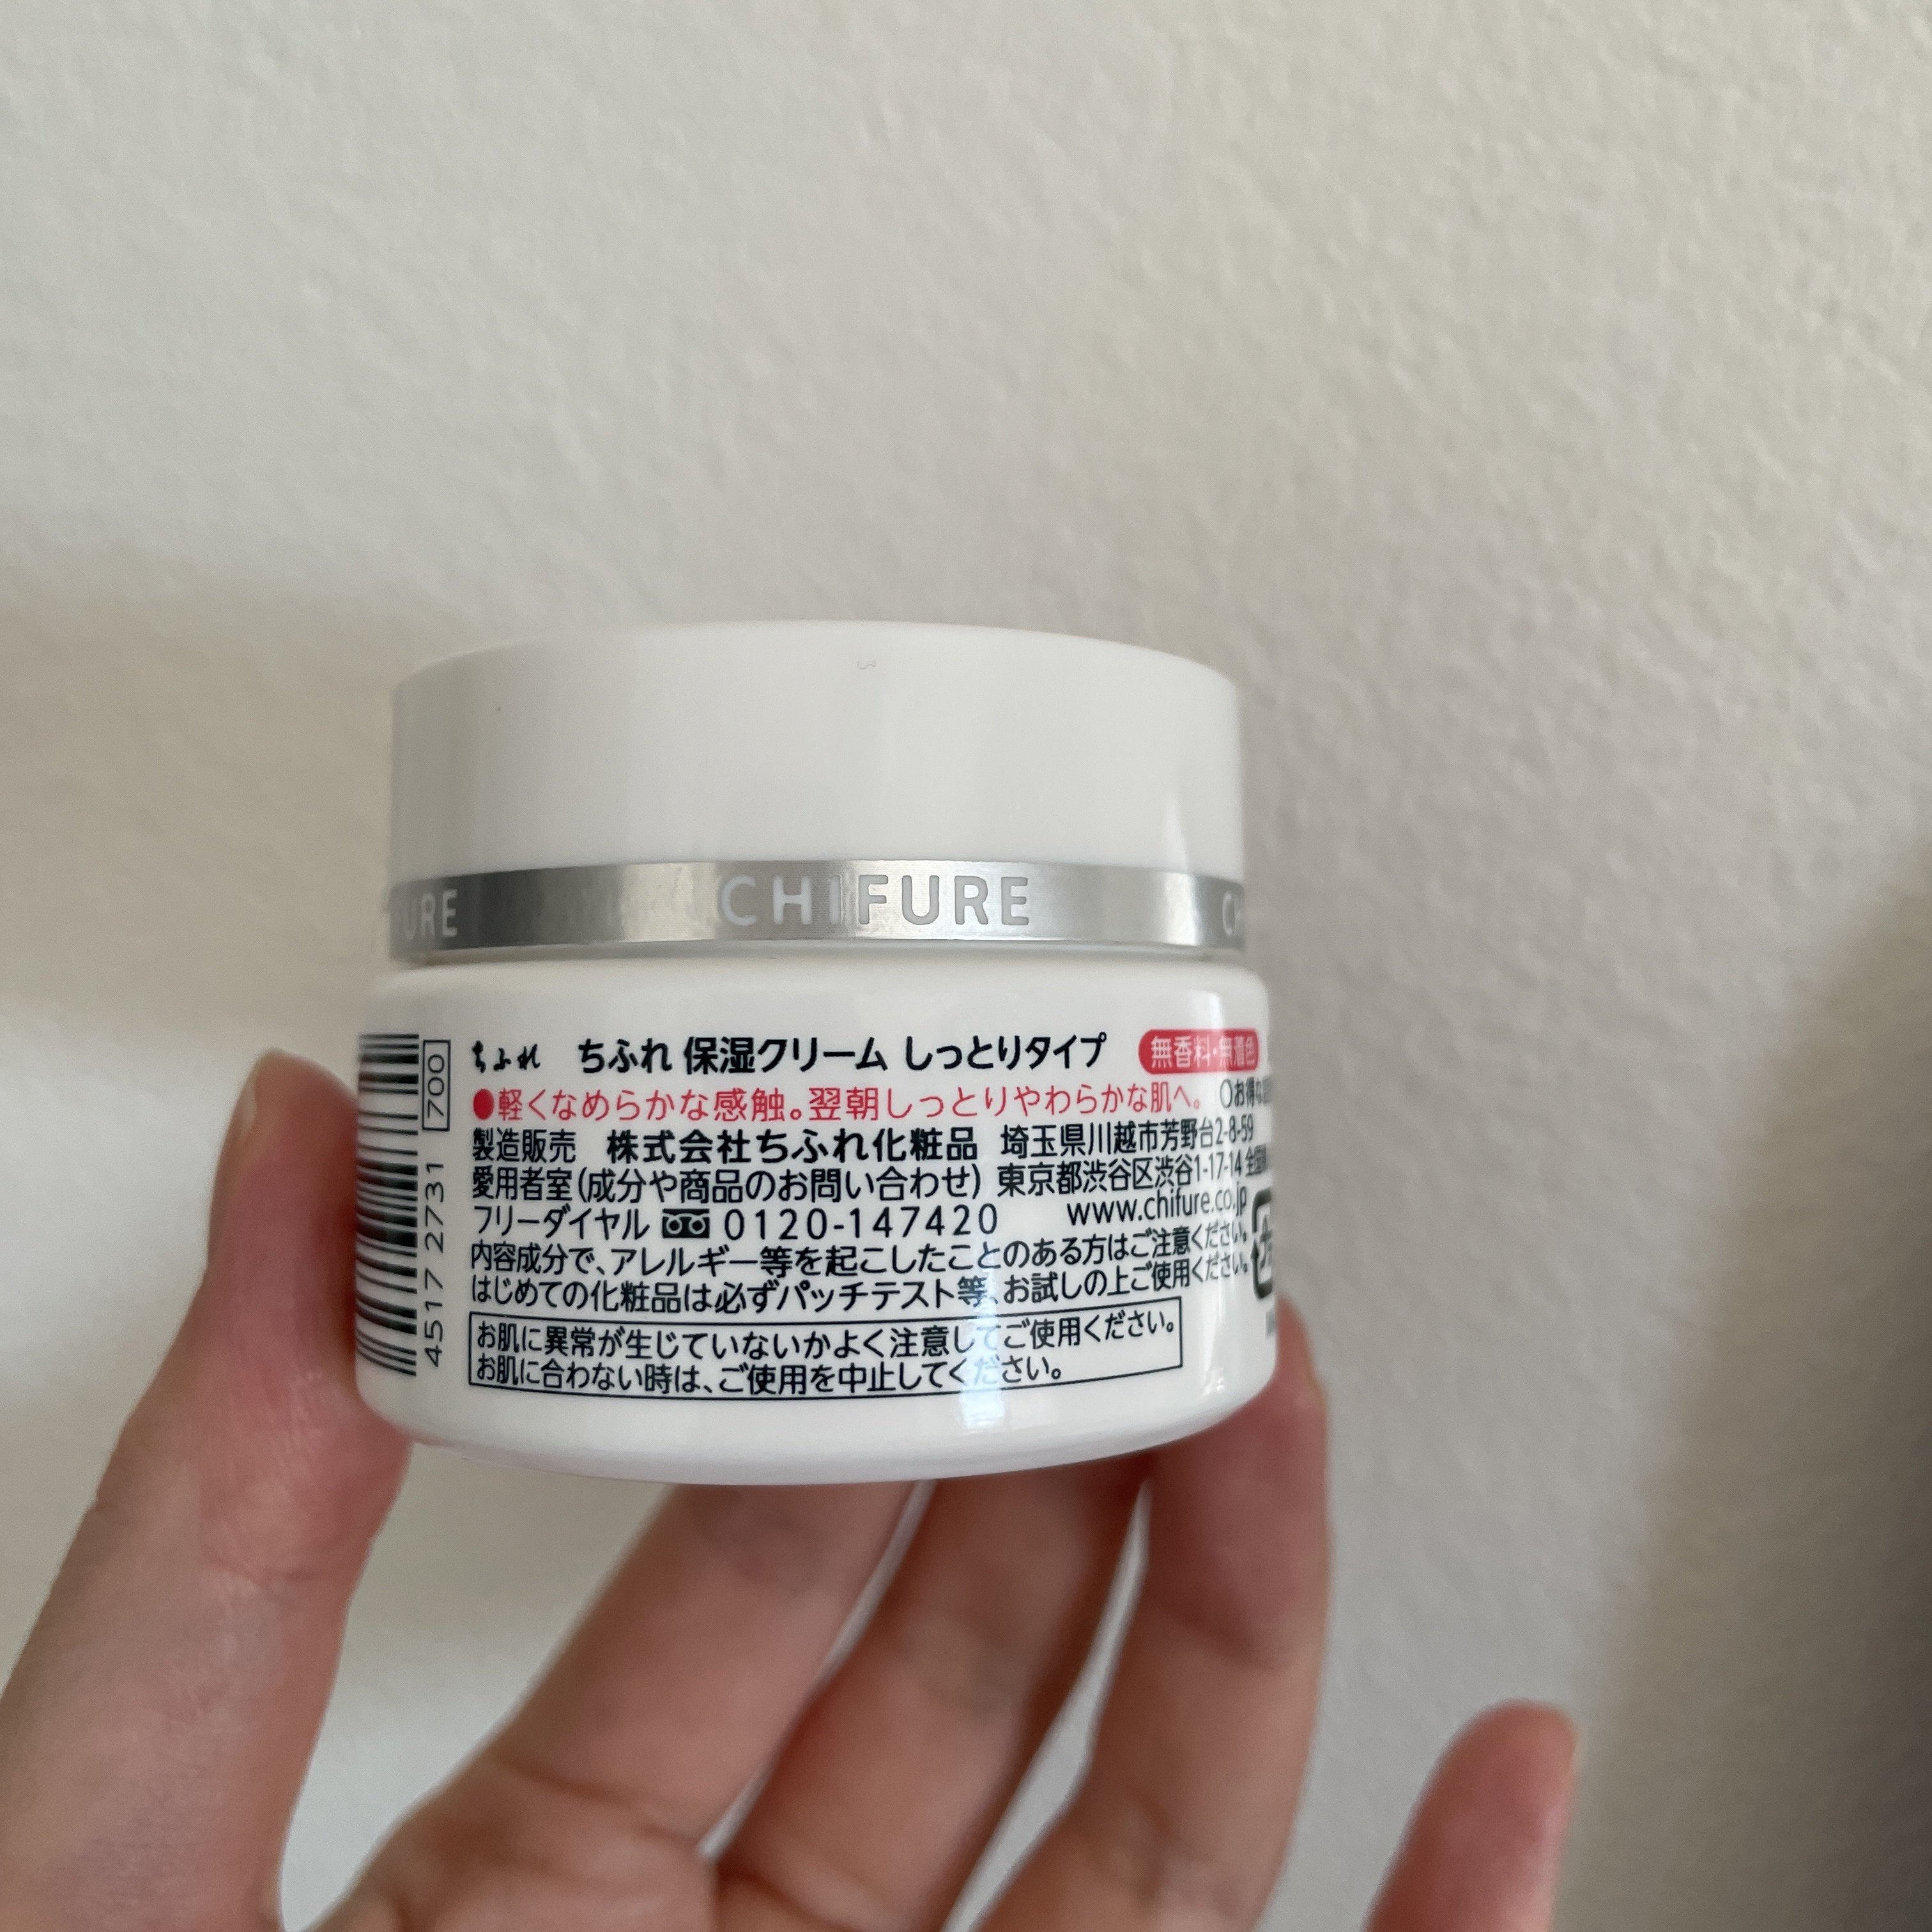 CHIFURE
ちふれ ちふれ 保湿クリーム しっとりタイプ 無香料・無着色
●軽くなめらかな感触。翌朝しっとりやわらかな肌へ。 ○お得な
製造販売 株式会社ちふれ化粧品 埼玉県川越市芳野台2-8-59
愛用者室(成分や商品のお問い合わせ) 東京都渋谷区渋谷1-17-14 全国
フリーダイヤル 0120-147420 www.chifure.co.jp
内容成分で、アレルギー等を起こしたことのある方はご注意ください。
はじめての化粧品は必ずパッチテスト等、お試しの上ご使用ください。
お肌に異常が生じていないかよく注意してご使用ください。
お肌に合わない時は、ご使用を中止してください。
700
4517 2731